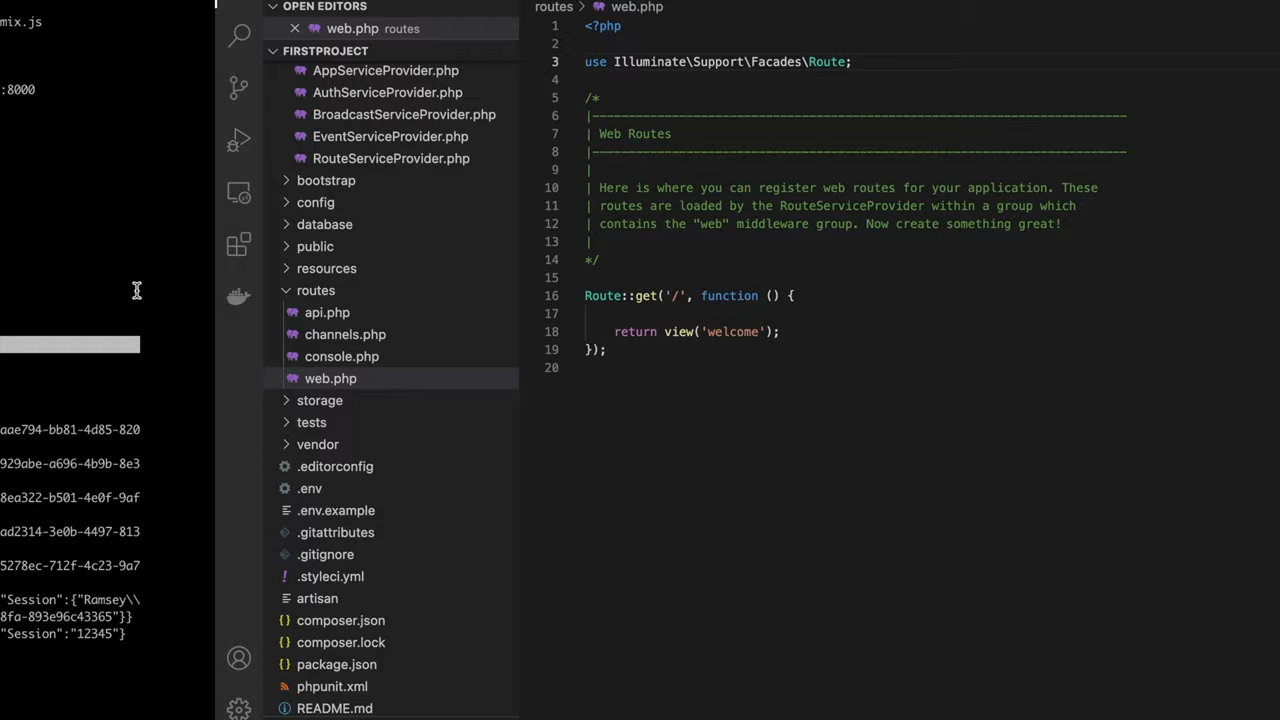 mix.js
:8000
aae794-bb81-4d85-820
929abe-a696-4b9b-8e3
8ea322-b501-4e0f-9af
ad2314-3e0b-4497-813
5278ec-712f-4c23-9a7
"Session":{"Ramsey\\
8fa-893e96c43365"}}
"Session":"12345"}
OPEN EDITORS
web.php routes
FIRSTPROJECT
AppServiceProvider.php
AuthServiceProvider.php
BroadcastServiceProvider.php
EventServiceProvider.php
RouteServiceProvider.php
bootstrap
config
database
public
resources
routes
api.php
channels.php
console.php
web.php
storage
tests
vendor
.editorconfig
.env
.env.example
.gitattributes
.gitignore
.styleci.yml
artisan
composer.json
composer.lock
package.json
phpunit.xml
README.md
routes > web.php
1 <?php
2
3 use Illuminate\Support\Facades\Route;
4
5 /*
6 |--------------------------------------------------------------------------
7 | Web Routes
8 |--------------------------------------------------------------------------
9 |
10 | Here is where you can register web routes for your application. These
11 | routes are loaded by the RouteServiceProvider within a group which
12 | contains the "web" middleware group. Now create something great!
13 |
14 */
15
16 Route::get('/', function () {
17
18 return view('welcome');
19 });
20